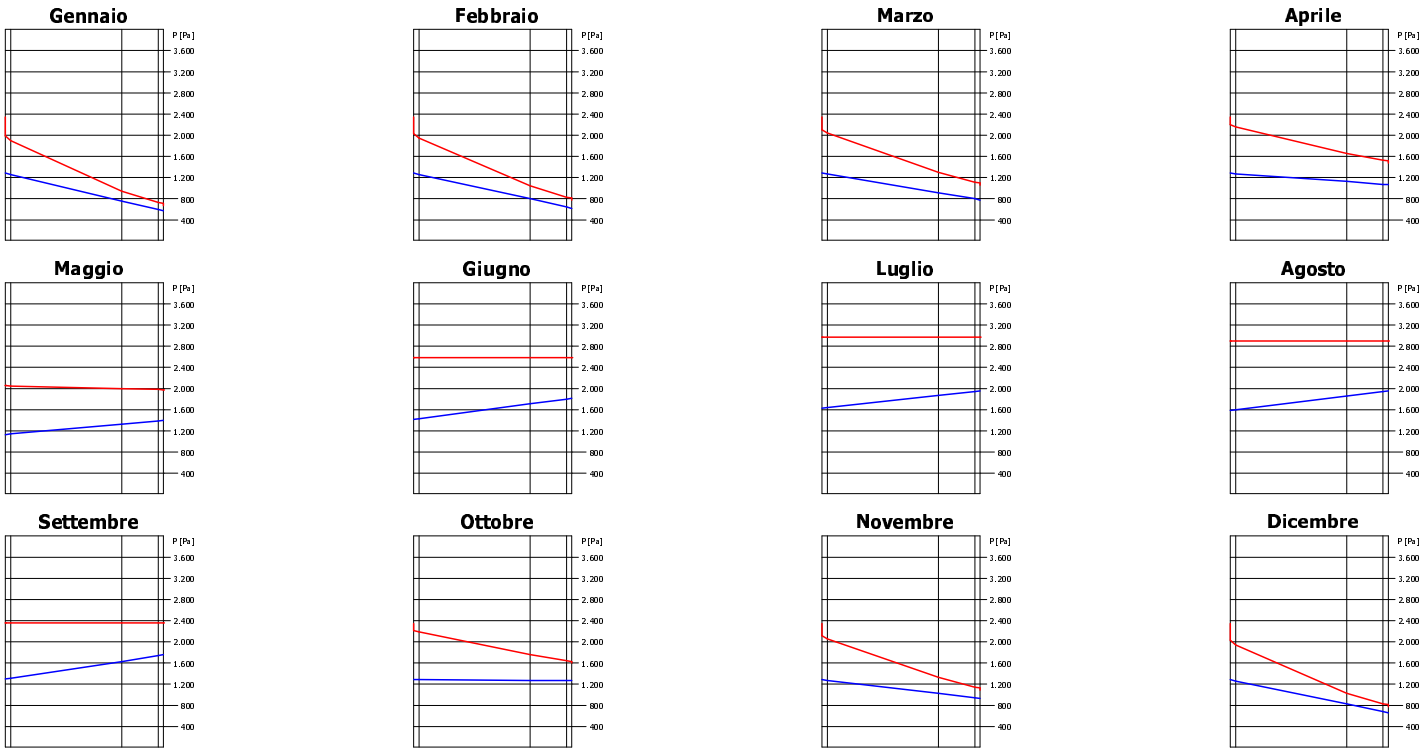 Gennaio Febbraio Marzo Aprile
P [Pa] P [Pa] P [Pa] P [Pa]
3.600 3.600 3.600 3.600
3.200 3.200 3.200 3.200
2.800 2.800 2.800 2.800
2.400 2.400 2.400 2.400
2.000 2.000 2.000 2.000
1.600 1.600 1.600 1.600
1.200 1.200 1.200 1.200
800 800 800 800
400 400 400 400
Maggio Giugno Luglio Agosto
P [Pa] P [Pa] P [Pa] P [Pa]
3.600 3.600 3.600 3.600
3.200 3.200 3.200 3.200
2.800 2.800 2.800 2.800
2.400 2.400 2.400 2.400
2.000 2.000 2.000 2.000
1.600 1.600 1.600 1.600
1.200 1.200 1.200 1.200
800 800 800 800
400 400 400 400
Settembre Ottobre Novembre Dicembre
P [Pa] P [Pa] P [Pa] P [Pa]
3.600 3.600 3.600 3.600
3.200 3.200 3.200 3.200
2.800 2.800 2.800 2.800
2.400 2.400 2.400 2.400
2.000 2.000 2.000 2.000
1.600 1.600 1.600 1.600
1.200 1.200 1.200 1.200
800 800 800 800
400 400 400 400